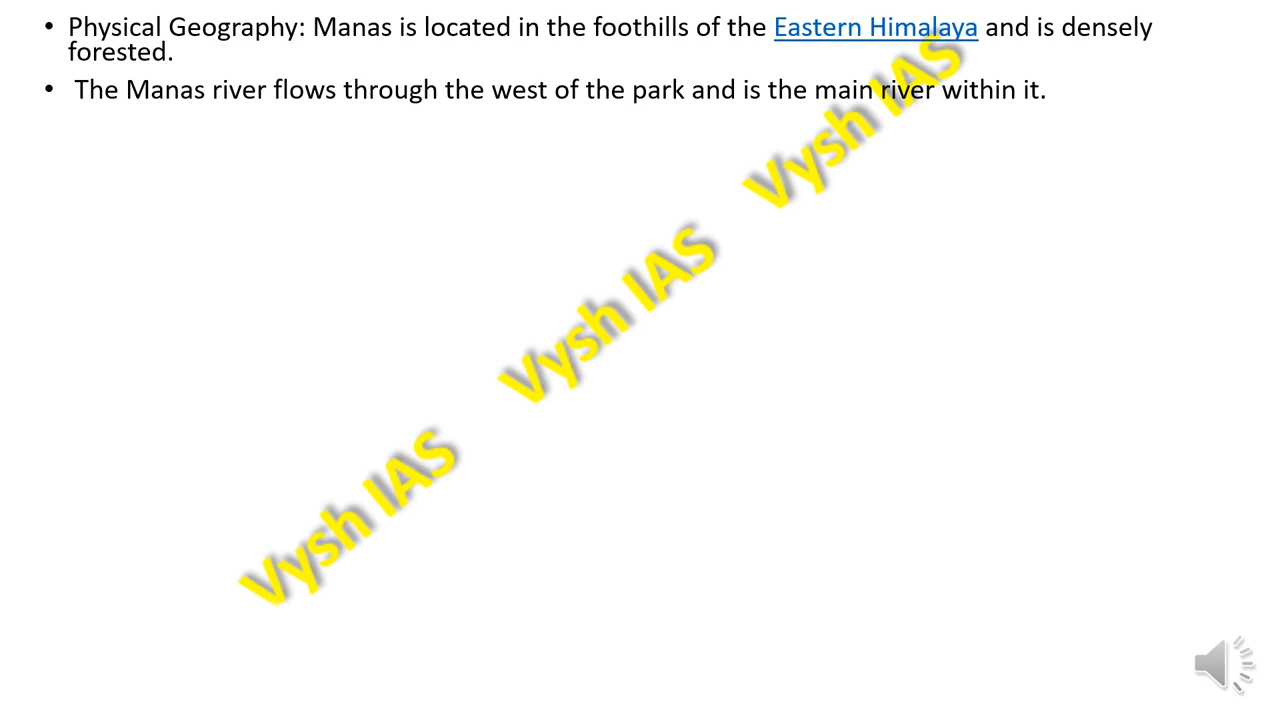 • Physical Geography: Manas is located in the foothills of the Eastern Himalaya and is densely
forested.
• The Manas river flows through the west of the park and is the main river within it.
Vysh IAS
Vysh IAS
Vysh IAS